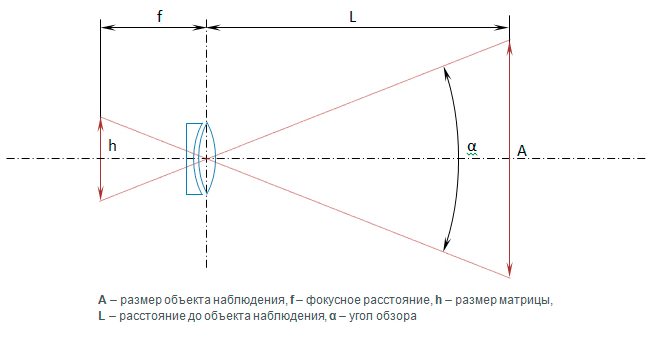 f
L
h
α
A
A – размер объекта наблюдения, f – фокусное расстояние, h – размер матрицы,
L – расстояние до объекта наблюдения, α – угол обзора